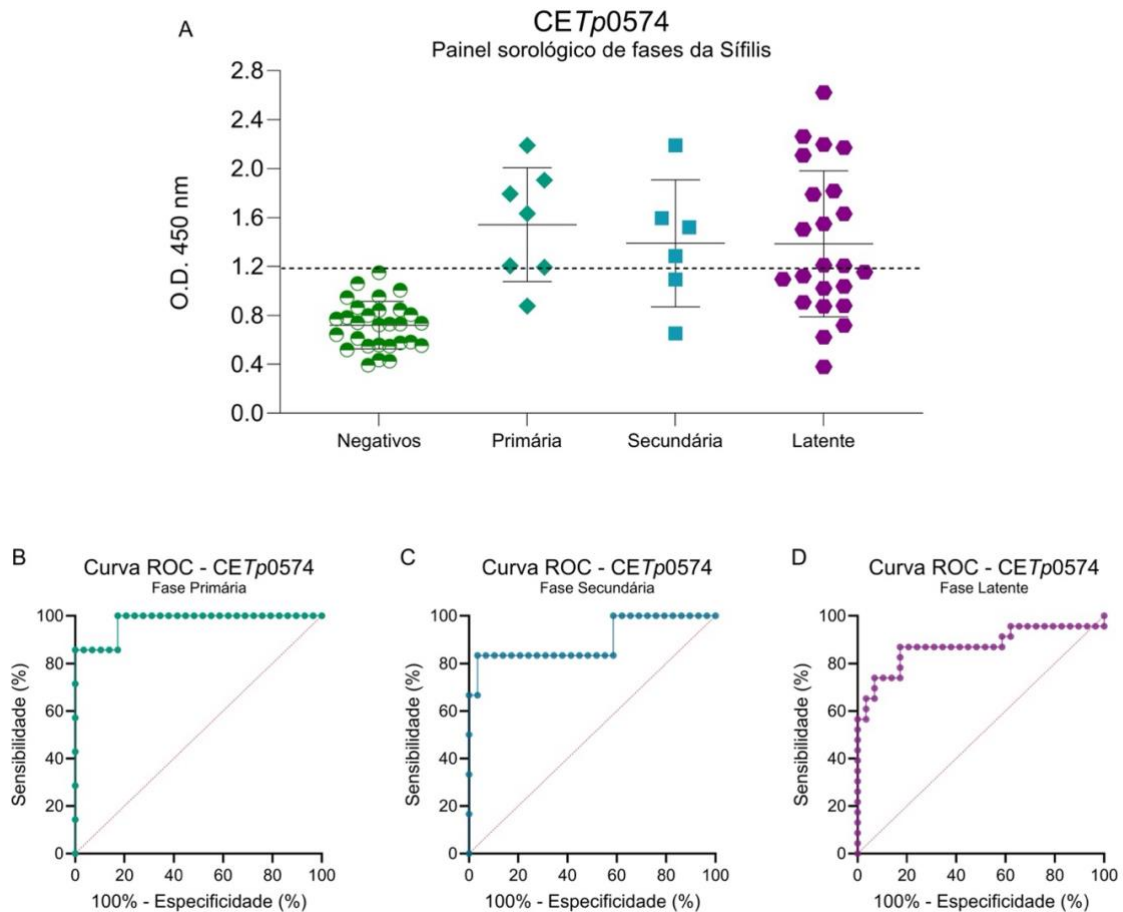 A
CETp0574
Painel sorológico de fases da Sífilis
O.D. 450 nm
2.8
2.4
2.0
1.6
1.2
0.8
0.4
0.0
Negativos Primária Secundária Latente
B
Curva ROC - CETp0574
Fase Primária
Sensibilidade (%)
100
80
60
40
20
0
0 20 40 60 80 100
100% - Especificidade (%)
C
Curva ROC - CETp0574
Fase Secundária
Sensibilidade (%)
100
80
60
40
20
0
0 20 40 60 80 100
100% - Especificidade (%)
D
Curva ROC - CETp0574
Fase Latente
Sensibilidade (%)
100
80
60
40
20
0
0 20 40 60 80 100
100% - Especificidade (%)